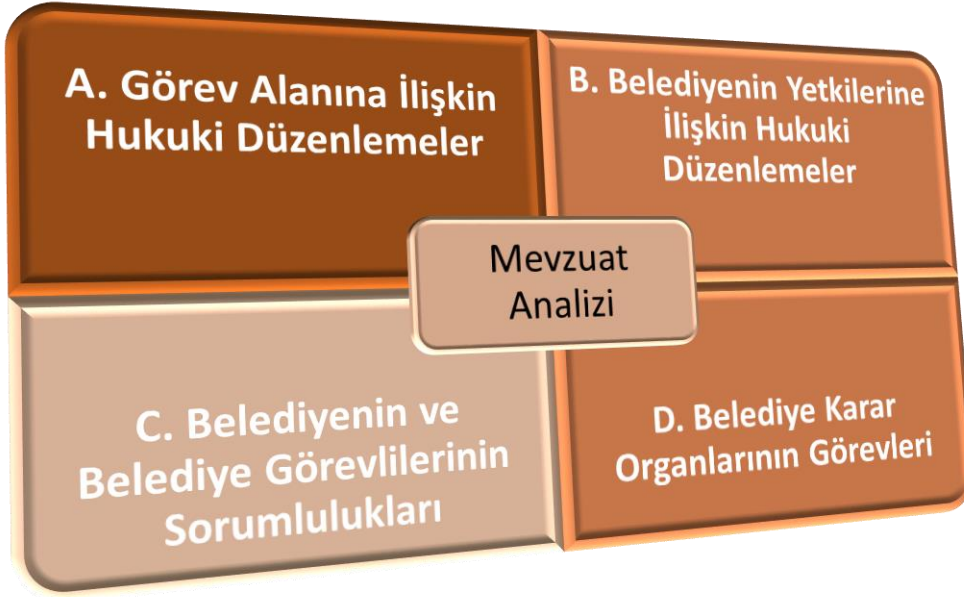 A. Görev Alanına İlişkin
Hukuki Düzenlemeler
B. Belediyenin Yetkilerine
İlişkin Hukuki
Düzenlemeler
Mevzuat
Analizi
C. Belediyenin ve
Belediye Görevlilerinin
Sorumlulukları
D. Belediye Karar
Organlarının Görevleri